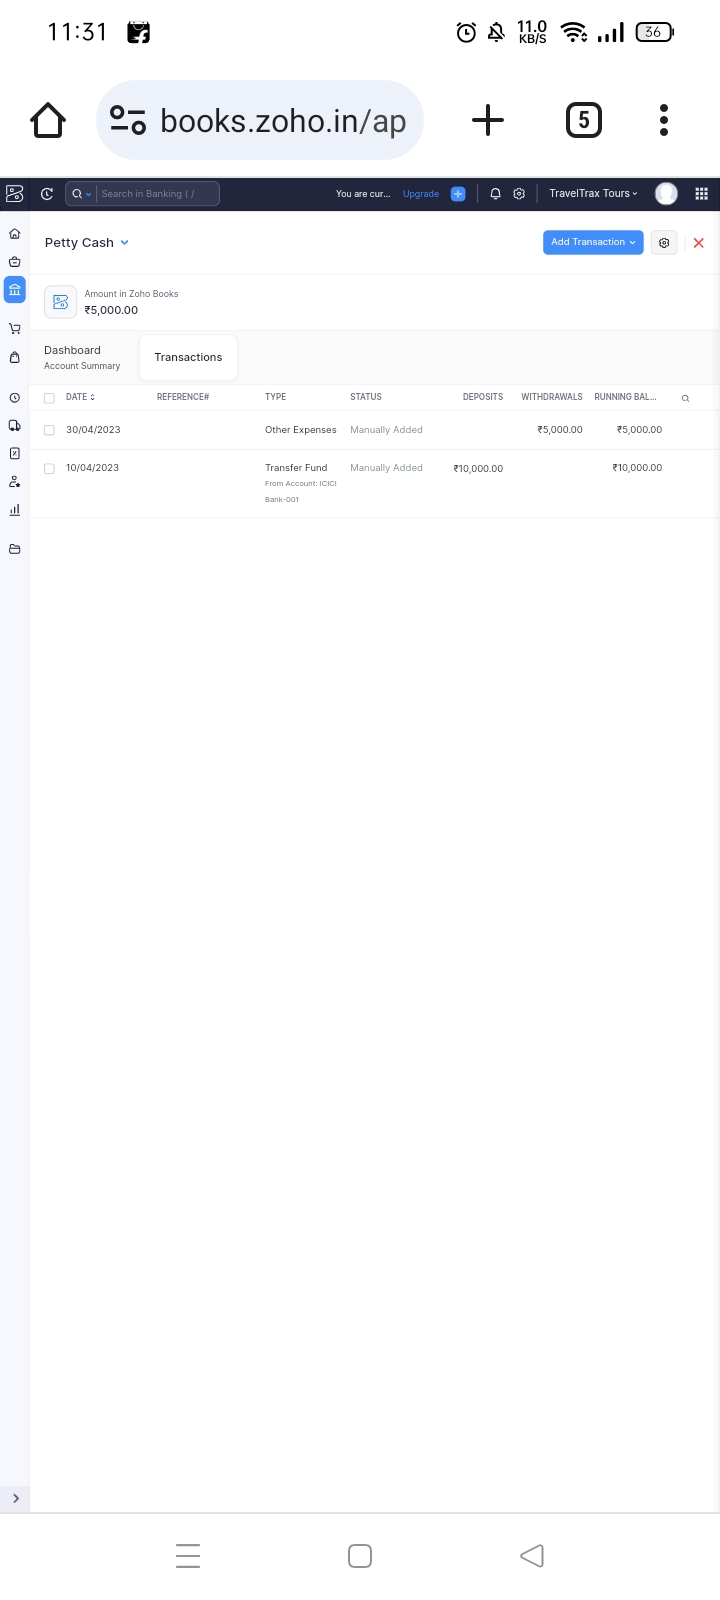 11:31
11.0
KB/S
36
books.zoho.in/ap
5
Search in Banking ( /
You are cur...
Upgrade
TravelTrax Tours
Petty Cash
Add Transaction
Amount in Zoho Books
₹5,000.00
Dashboard
Account Summary
Transactions
DATE REFERENCE# TYPE STATUS DEPOSITS WITHDRAWALS RUNNING BAL...
30/04/2023 Other Expenses Manually Added ₹5,000.00 ₹5,000.00
10/04/2023 Transfer Fund Manually Added ₹10,000.00 ₹10,000.00
From Account: ICICI
Bank-001